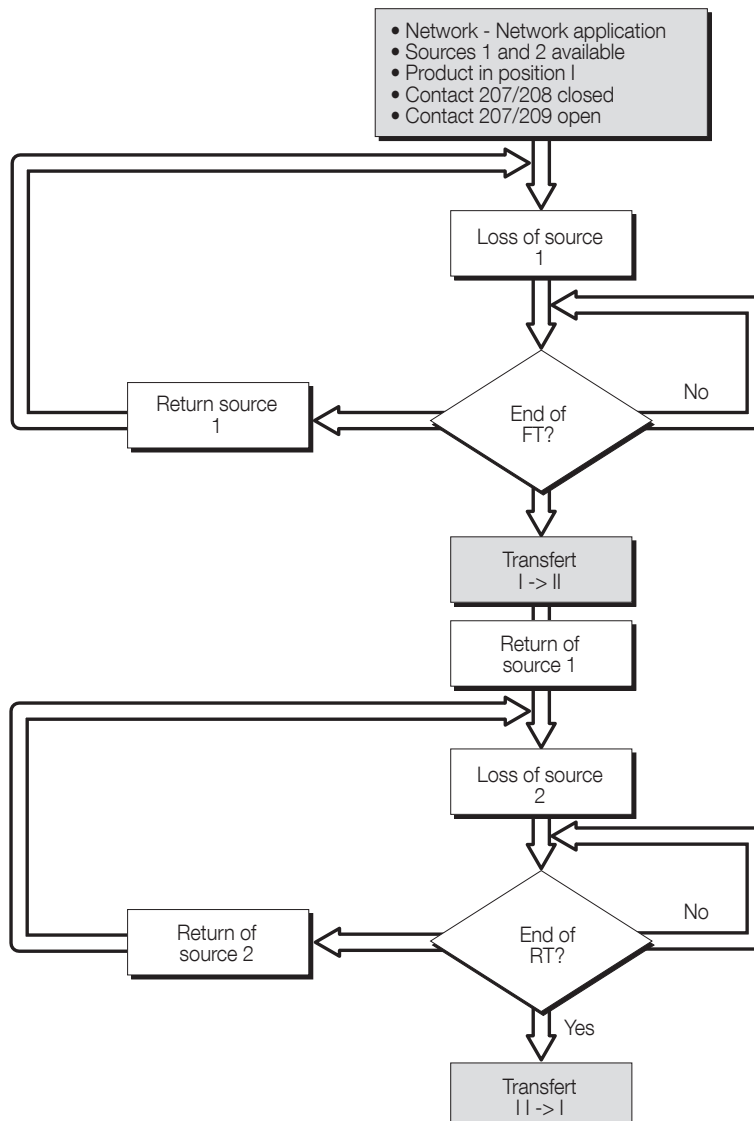 • Network - Network application
• Sources 1 and 2 available
• Product in position I
• Contact 207/208 closed
• Contact 207/209 open
Loss of source
1
No
Return source
1
End of
FT?
Transfert
I -> II
Return of
source 1
Loss of source
2
No
Return of
source 2
End of
RT?
Yes
Transfert
I I -> I